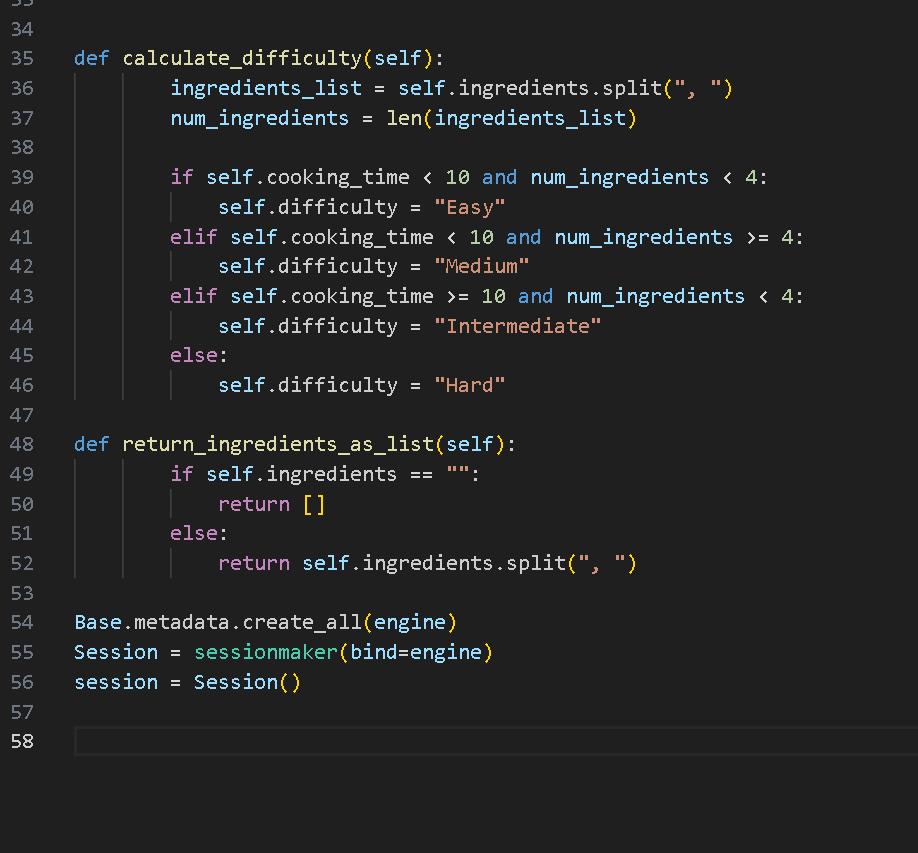 33
34
35 def calculate_difficulty(self):
36         ingredients_list = self.ingredients.split(", ")
37         num_ingredients = len(ingredients_list)
38
39         if self.cooking_time < 10 and num_ingredients < 4:
40             self.difficulty = "Easy"
41         elif self.cooking_time < 10 and num_ingredients >= 4:
42             self.difficulty = "Medium"
43         elif self.cooking_time >= 10 and num_ingredients < 4:
44             self.difficulty = "Intermediate"
45         else:
46             self.difficulty = "Hard"
47
48 def return_ingredients_as_list(self):
49         if self.ingredients == "":
50             return []
51         else:
52             return self.ingredients.split(", ")
53
54 Base.metadata.create_all(engine)
55 Session = sessionmaker(bind=engine)
56 session = Session()
57
58